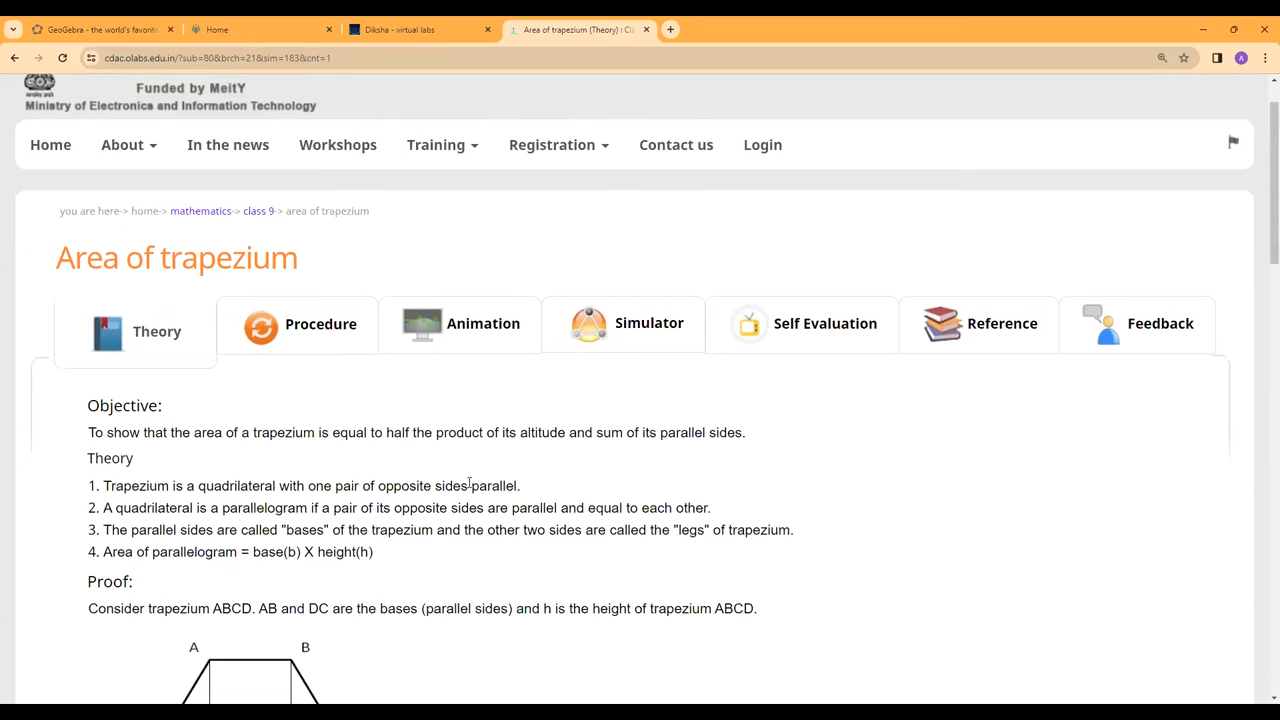 GeoGebra - the world's favorite
Home
Diksha - virtual labs
Area of trapezium (Theory) : Cla
cdac.olabs.edu.in/?sub=80&brch=21&sim=183&cnt=1
A
Funded by MeitY
Ministry of Electronics and Information Technology
Home About In the news Workshops Training Registration Contact us Login
you are here-> home-> mathematics-> class 9-> area of trapezium
Area of trapezium
Theory Procedure Animation Simulator Self Evaluation Reference Feedback
Objective:
To show that the area of a trapezium is equal to half the product of its altitude and sum of its parallel sides.
Theory
1. Trapezium is a quadrilateral with one pair of opposite sides parallel.
2. A quadrilateral is a parallelogram if a pair of its opposite sides are parallel and equal to each other.
3. The parallel sides are called "bases" of the trapezium and the other two sides are called the "legs" of trapezium.
4. Area of parallelogram = base(b) X height(h)
Proof:
Consider trapezium ABCD. AB and DC are the bases (parallel sides) and h is the height of trapezium ABCD.
A B